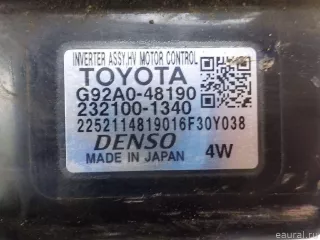 INVERTER ASSY,HV MOTOR CONTROL
TOYOTA
G92A0-48190
232100-1340
2252114819016F30Y038
DENSO
MADE IN JAPAN 4W
© eaural.ru